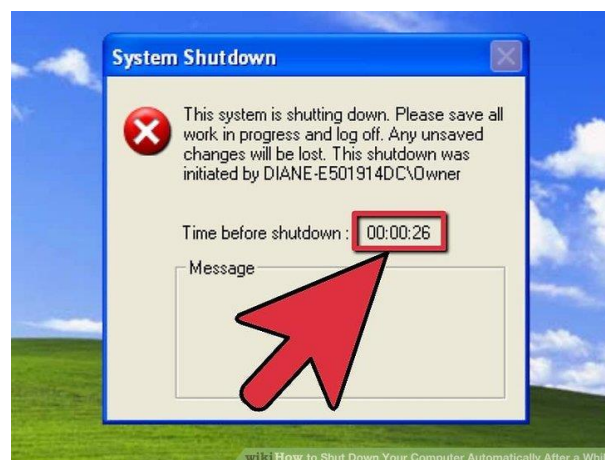 System Shutdown
This system is shutting down. Please save all
work in progress and log off. Any unsaved
changes will be lost. This shutdown was
initiated by DIANE-E501914DC\Owner
Time before shutdown : 00:00:26
Message
wikiHow to Shut Down Your Computer Automatically After a Whil